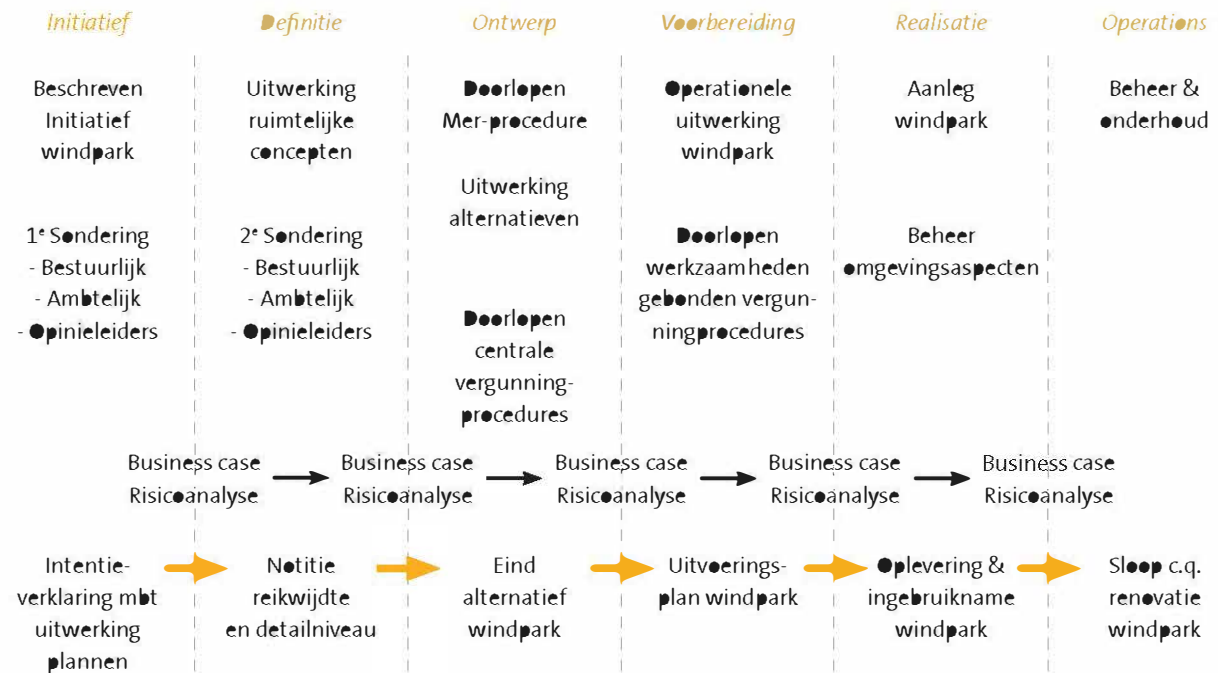 Initiatief
Definitie
Ontwerp
Voorbereiding
Realisatie
Operations
Beschreven
Initiatief
windpark
1e Sondering
- Bestuurlijk
- Ambtelijk
- Opinieleiders
Uitwerking
ruimtelijke
concepten
2e Sondering
- Bestuurlijk
- Ambtelijk
- Opinieleiders
Doorlopen
Mer-procedure
Uitwerking
alternatieven
Doorlopen
centrale
vergunning-
procedures
Operationele
uitwerking
windpark
Doorlopen
werkzaamheden
gebonden vergun-
ningprocedures
Aanleg
windpark
Beheer
omgevingsaspecten
Beheer &
onderhoud
Business case
Risicoanalyse
Business case
Risicoanalyse
Business case
Risicoanalyse
Business case
Risicoanalyse
Business case
Risicoanalyse
Intentie-
verklaring mbt
uitwerking
plannen
Notitie
reikwijdte
en detailniveau
Eind
alternatief
windpark
Uitvoerings-
plan windpark
Oplevering &
ingebruikname
windpark
Sloop c.q.
renovatie
windpark